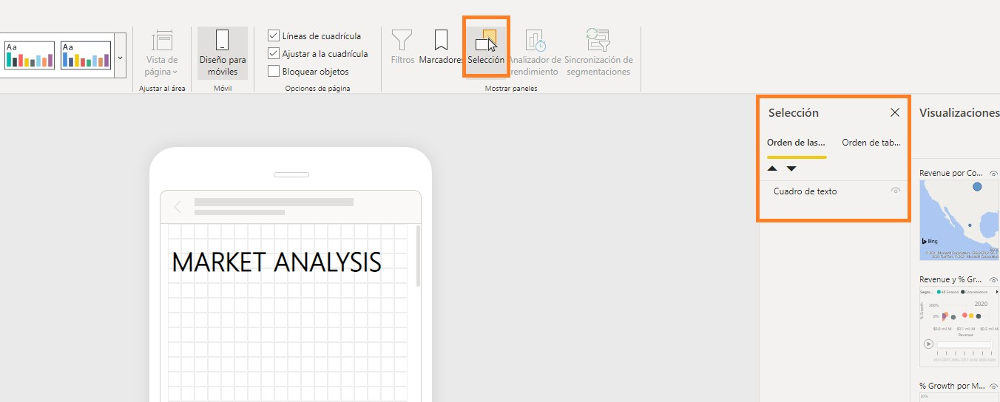 Aa
Aa
Vista de
página
Ajustar al área
Diseño para
móviles
Móvil
Líneas de cuadrícula
Ajustar a la cuadrícula
Bloquear objetos
Opciones de página
Filtros
Marcadores
Selección
Analizador de
rendimiento
Sincronización de
segmentaciones
Mostrar paneles
MARKET ANALYSIS
Selección
Orden de las...
Orden de tab...
Cuadro de texto
Visualizaciones
Revenue por Co...
Bing
Revenue y % Gr...
All Season
Convenience
2020
% Growth
200%
0%
$0.0 mil M
$0.1 mil M
$0.2 mil M
Revenue
% Growth por M...
20%